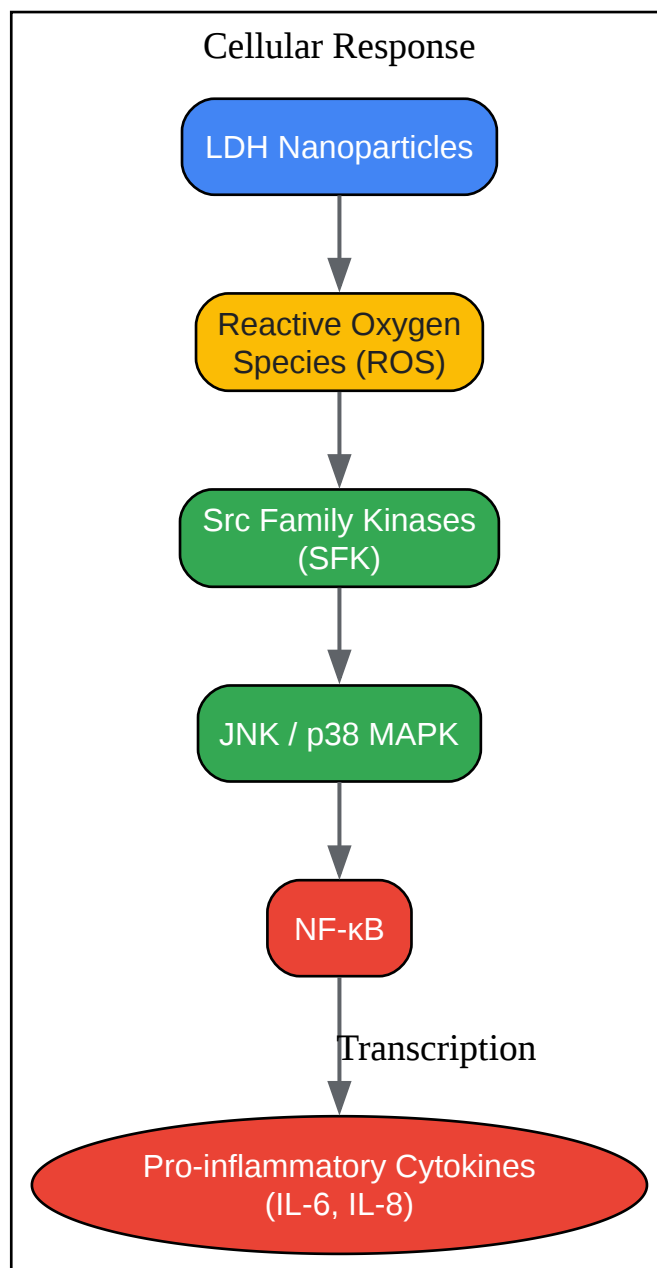 Cellular Response
LDH Nanoparticles
Reactive Oxygen
Species (ROS)
Src Family Kinases
(SFK)
JNK / p38 MAPK
NF-κB
Transcription
Pro-inflammatory Cytokines
(IL-6, IL-8)